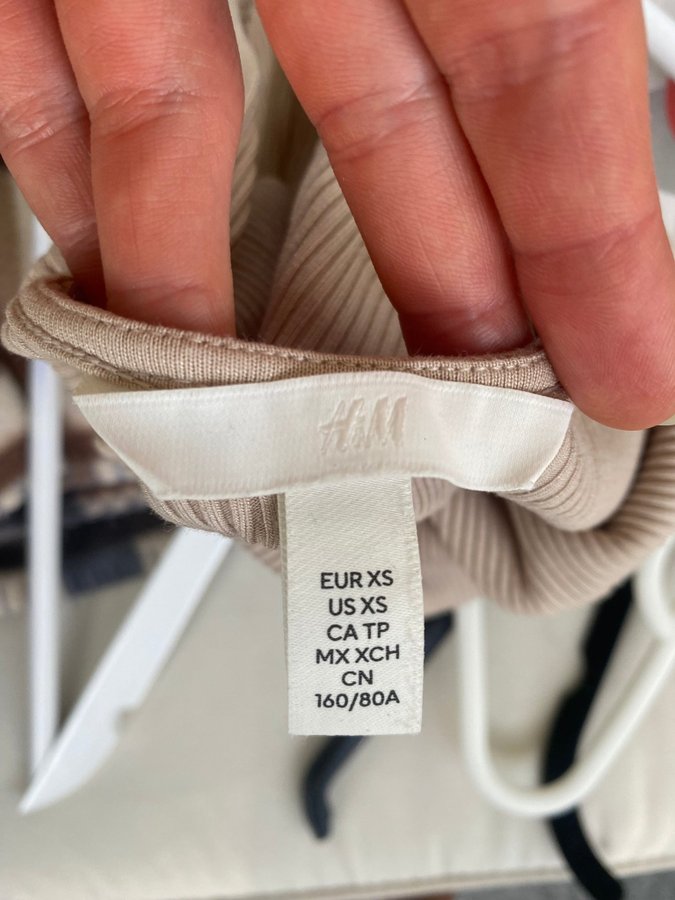 H&M
EUR XS
US XS
CA TP
MX XCH
CN
160/80A